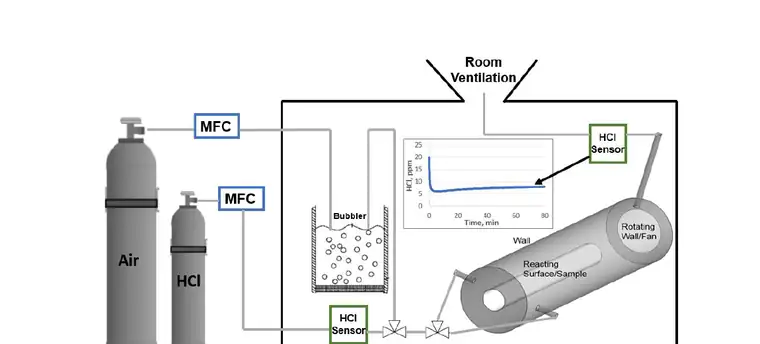 Room
Ventilation
MFC
HCl
Sensor
MFC
HCl, ppm
25
20
15
10
5
0
0
20
40
60
80
Time, min
Bubbler
Wall
Rotating
Wall/Fan
Reacting
Surface/Sample
Air
HCl
HCl
Sensor